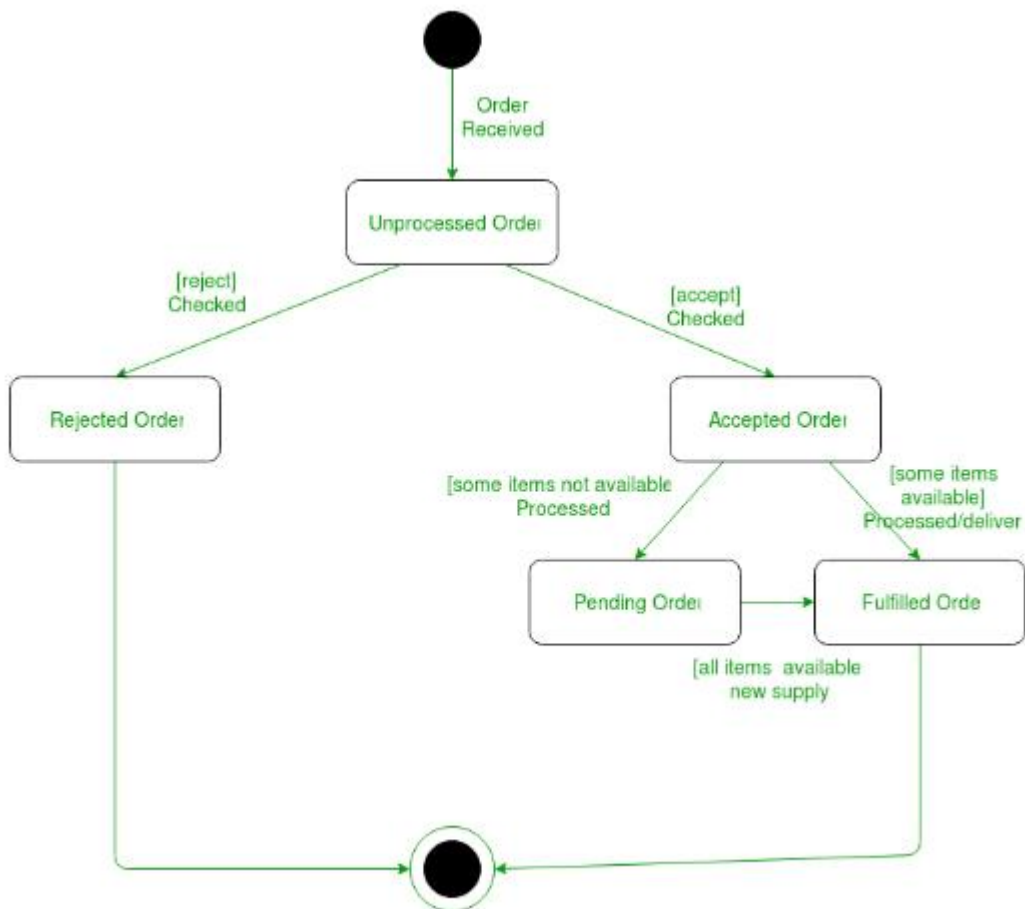 Order
Received
Unprocessed Order
[reject]
Checked
[accept]
Checked
Rejected Order
Accepted Order
[some items not available
Processed
[some items
available]
Processed/deliver
Pending Order
Fulfilled Orde
[all items available
new supply